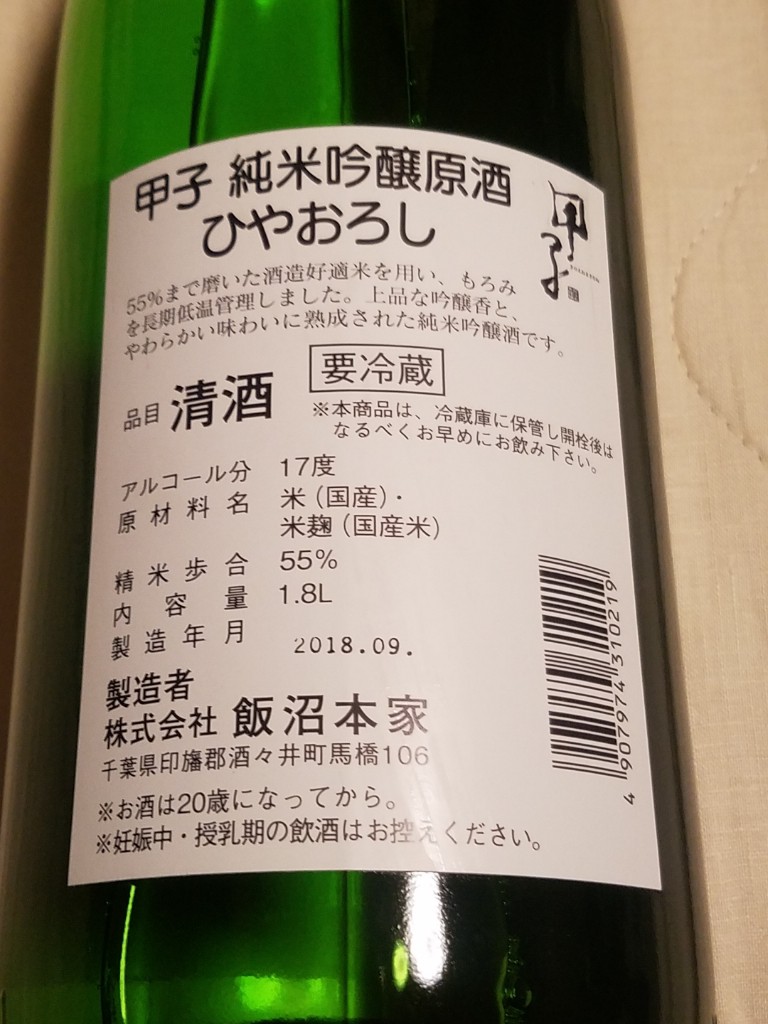 甲子 純米吟醸原酒
ひやおろし
甲子
55%まで磨いた酒造好適米を用い、もろみ
を長期低温管理しました。上品な吟醸香と、
やわらかい味わいに熟成された純米吟醸酒です。
要冷蔵
品目 清酒
※本商品は、冷蔵庫に保管し開栓後は
なるべくお早めにお飲み下さい。
アルコール分 17度
原材料名 米(国産)・
米麹(国産米)
精米歩合 55%
内容量 1.8L
製造年月 2018.09.
製造者
株式会社 飯沼本家
千葉県印旛郡酒々井町馬橋106
※お酒は20歳になってから。
※妊娠中・授乳期の飲酒はお控えください。
4 907974 310219